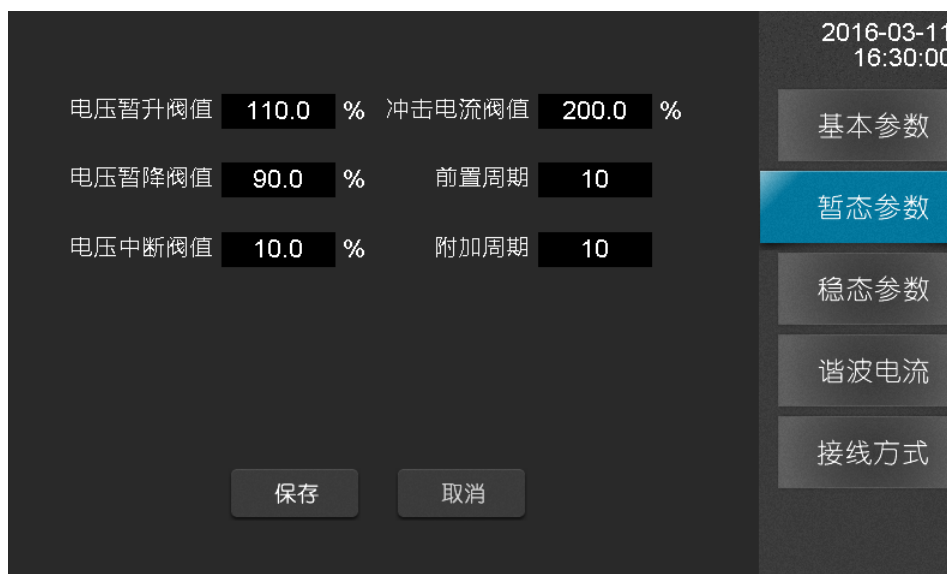 2016-03-11
16:30:00
电压暂升阀值 110.0 % 冲击电流阀值 200.0 %
电压暂降阀值 90.0 % 前置周期 10
电压中断阀值 10.0 % 附加周期 10
保存 取消
基本参数
暂态参数
稳态参数
谐波电流
接线方式